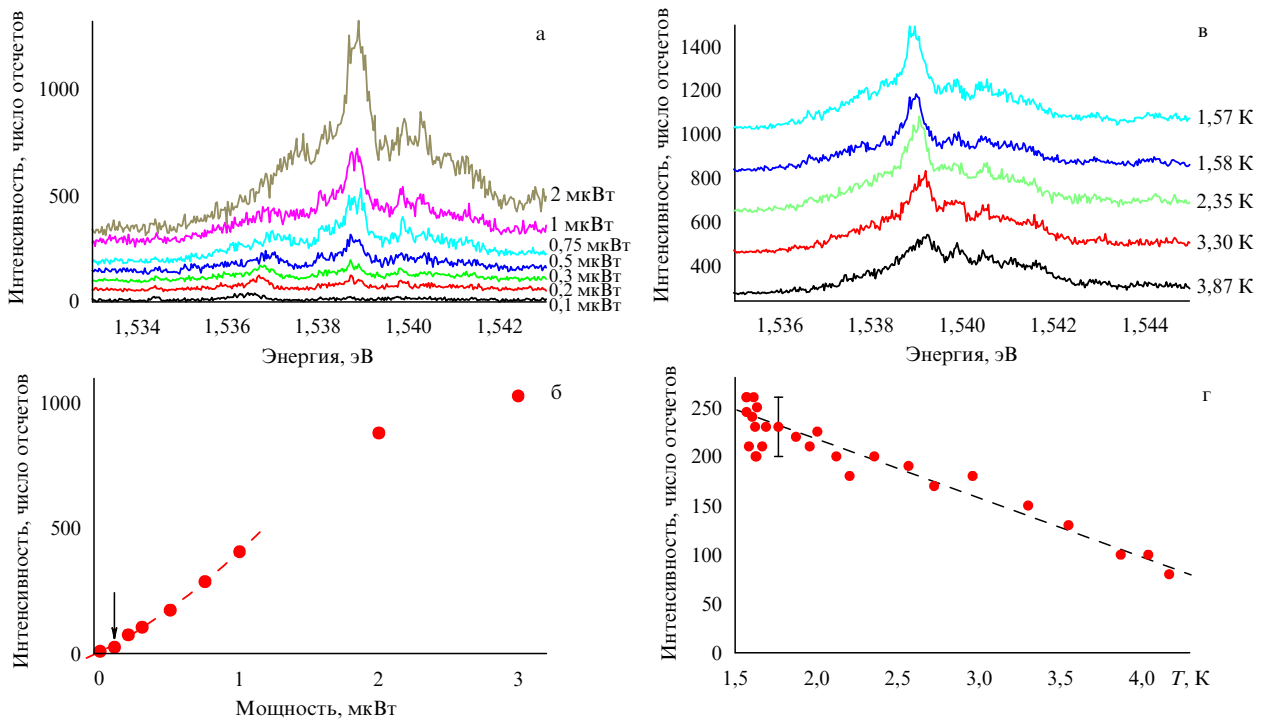 Интенсивность, число отсчетов
1000
500
0
а
2 мкВт
1 мкВт
0,75 мкВт
0,5 мкВт
0,3 мкВт
0,2 мкВт
0,1 мкВт
1,534
1,536
1,538
1,540
1,542
Энергия, эВ
Интенсивность, число отсчетов
1400
1200
1000
800
600
400
в
1,57 К
1,58 К
2,35 К
3,30 К
3,87 К
1,536
1,538
1,540
1,542
1,544
Энергия, эВ
Интенсивность, число отсчетов
1000
500
0
б
0
1
2
3
Мощность, мкВт
Интенсивность, число отсчетов
250
200
150
100
50
0
г
1,5
2,0
2,5
3,0
3,5
4,0
T, К